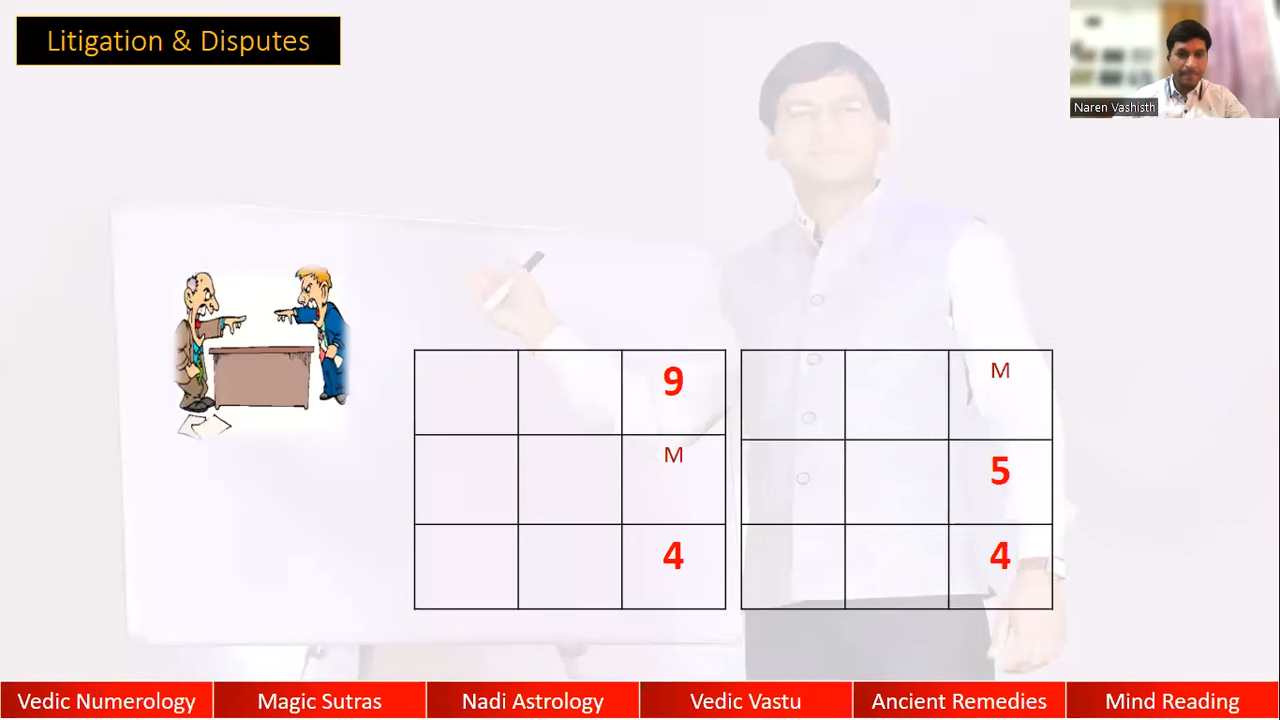 Litigation & Disputes
Naren Vashisth
9
M
4
M
5
4
Vedic Numerology
Magic Sutras
Nadi Astrology
Vedic Vastu
Ancient Remedies
Mind Reading